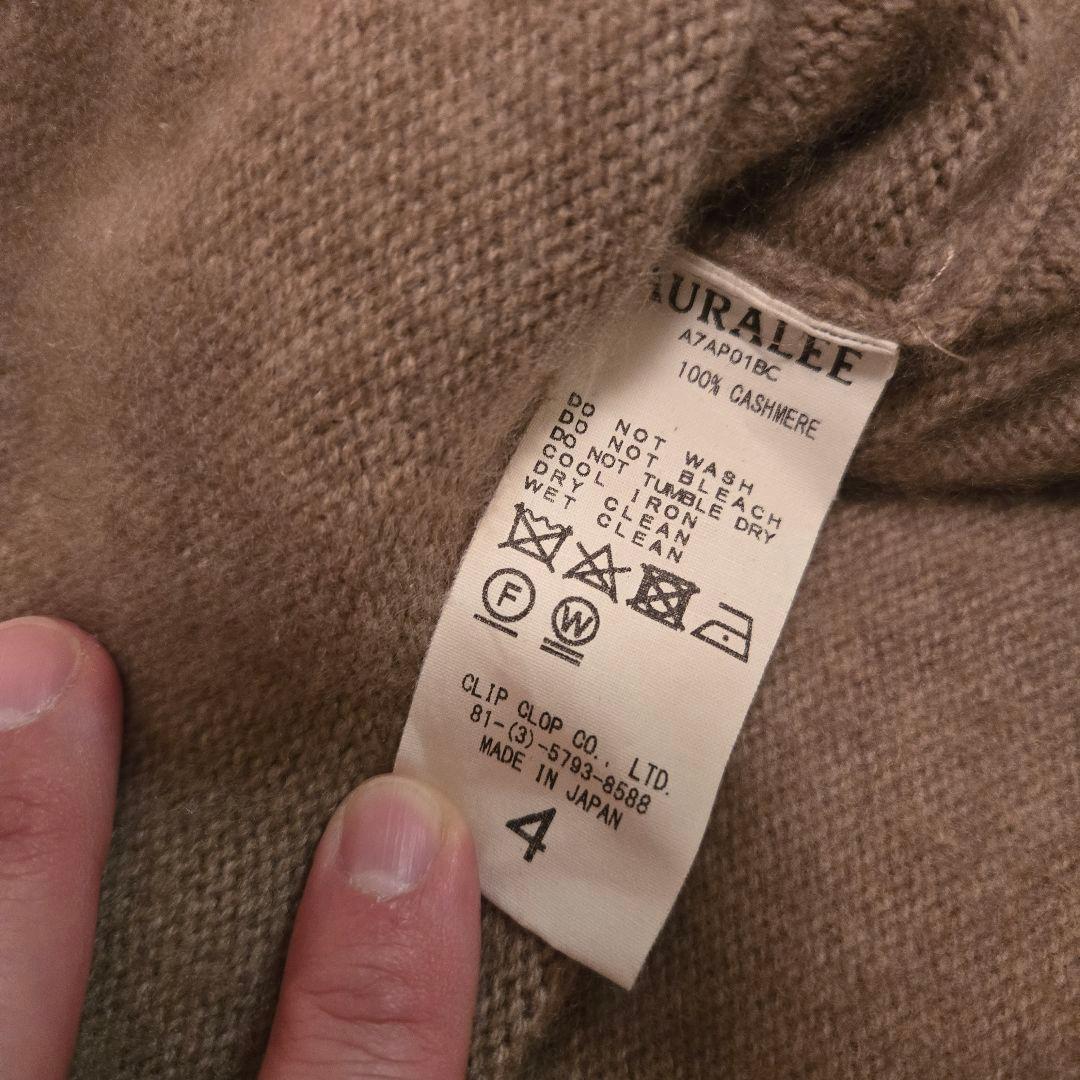 AURALEE
A7AP01BC
100% CASHMERE
DO NOT WASH
DO NOT BLEACH
DO NOT TUMBLE DRY
COOL IRON
DRY CLEAN
WET CLEAN
F
W
CLIP CLOP CO., LTD.
81-(3)-5793-8588
MADE IN JAPAN
4